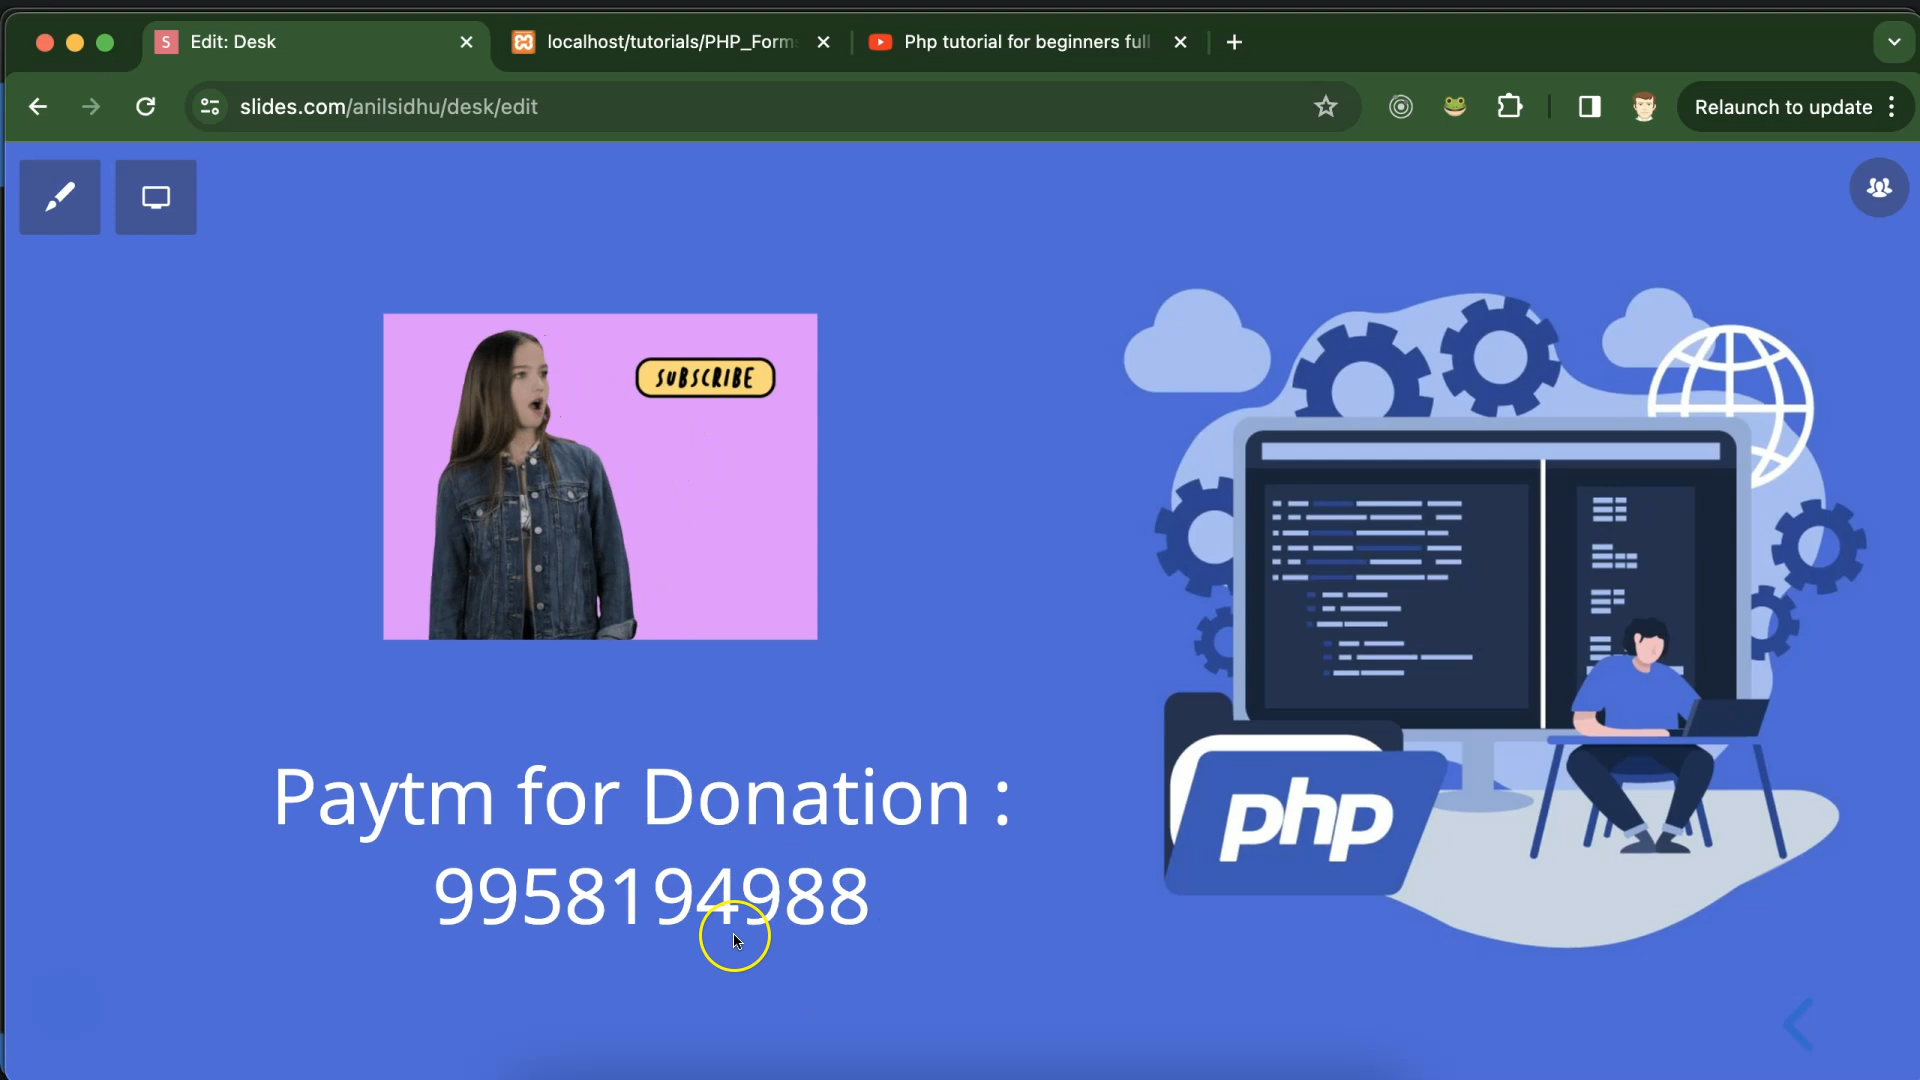 S Edit: Desk
localhost/tutorials/PHP_Form
Php tutorial for beginners full
slides.com/anilsidhu/desk/edit
Relaunch to update
SUBSCRIBE
Paytm for Donation :
9958194988
php